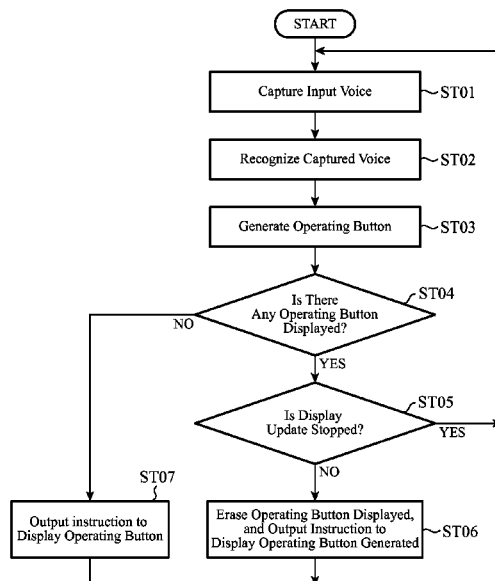 START
Capture Input Voice
ST01
Recognize Captured Voice
ST02
Generate Operating Button
ST03
Is There
Any Operating Button
Displayed?
ST04
NO
YES
Is Display
Update Stopped?
ST05
YES
NO
ST07
Output instruction to
Display Operating Button
Erase Operating Button Displayed,
and Output Instruction to
Display Operating Button Generated
ST06